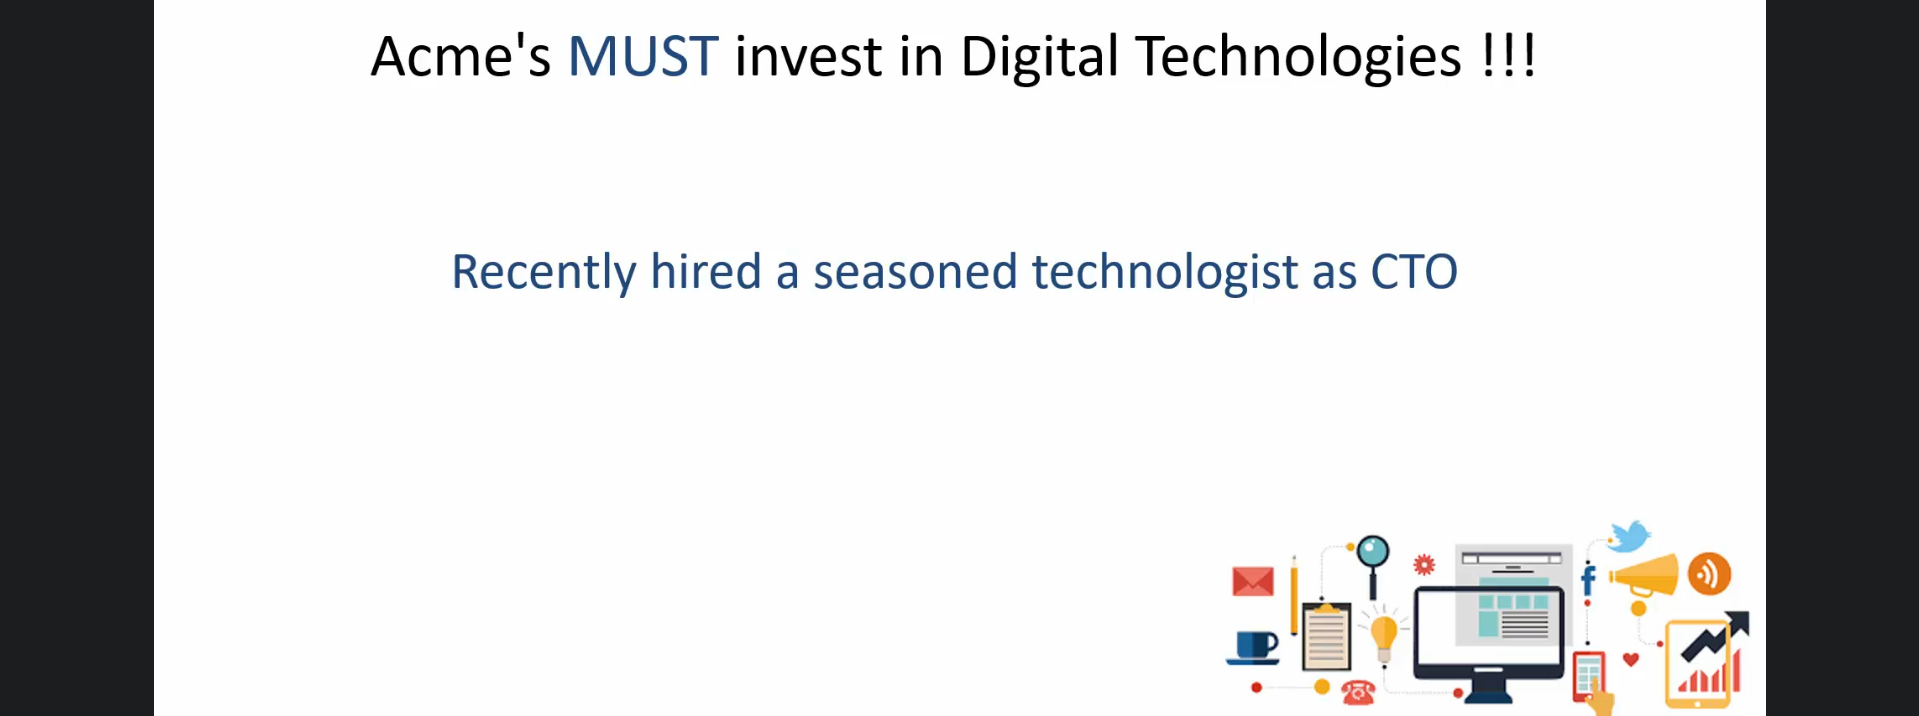 Acme's MUST invest in Digital Technologies !!!
Recently hired a seasoned technologist as CTO